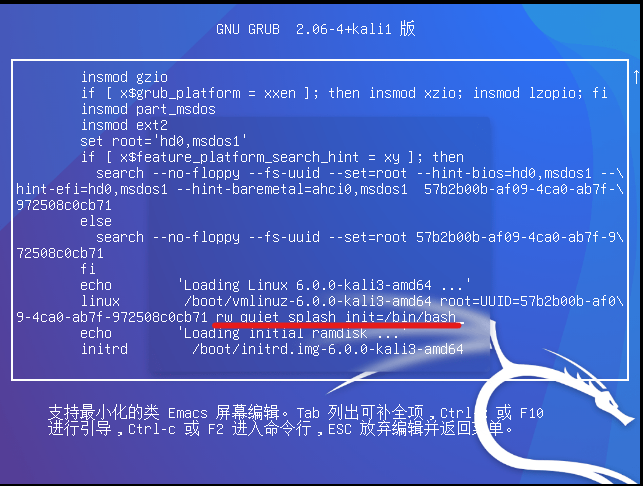 GNU GRUB 2.06-4+kali1 版
insmod gzio
if [ x$grub_platform = xxen ]; then insmod xzio; insmod lzopio; fi
insmod part_msdos
insmod ext2
set root='hd0,msdos1'
if [ x$feature_platform_search_hint = xy ]; then
search --no-floppy --fs-uuid --set=root --hint-bios=hd0,msdos1 --\
hint-efi=hd0,msdos1 --hint-baremetal=ahci0,msdos1 57b2b00b-af09-4ca0-ab7f-\
972508c0cb71
else
search --no-floppy --fs-uuid --set=root 57b2b00b-af09-4ca0-ab7f-9\
72508c0cb71
fi
echo 'Loading Linux 6.0.0-kali3-amd64 ...'
linux /boot/vmlinuz-6.0.0-kali3-amd64 root=UUID=57b2b00b-af0\
9-4ca0-ab7f-972508c0cb71 rw quiet splash init=/bin/bash_
echo 'Loading initial ramdisk ...'
initrd /boot/initrd.img-6.0.0-kali3-amd64
支持最小化的类 Emacs 屏幕编辑。Tab 列出可补全项，Ctrl-x 或 F10
进行引导，Ctrl-c 或 F2 进入命令行，ESC 放弃编辑并返回菜单。